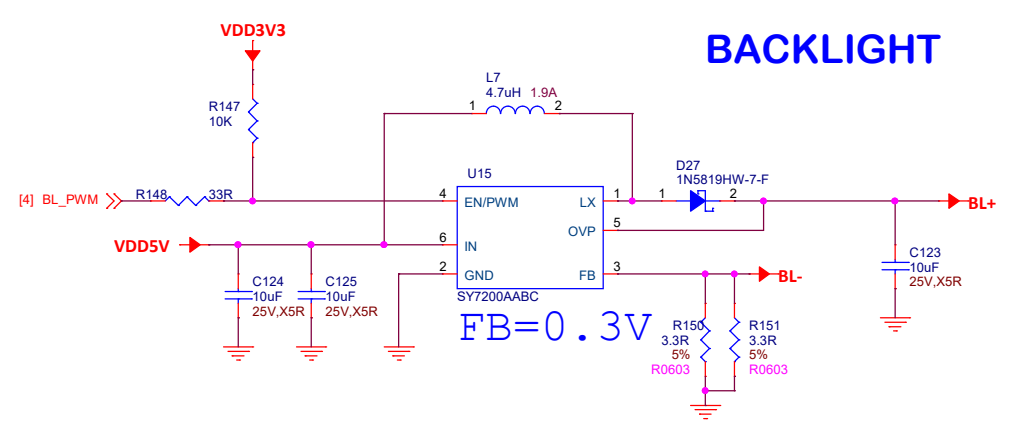 VDD3V3
BACKLIGHT
L7
4.7uH 1.9A
1
2
R147
10K
U15
D27
1N5819HW-7-F
[4] BL_PWM
R148
33R
4
EN/PWM
LX
1
1
2
BL+
OVP
5
VDD5V
6
IN
2
GND
FB
3
BL-
SY7200AABC
C124
10uF
25V,X5R
C125
10uF
25V,X5R
C123
10uF
25V,X5R
FB=0.3V
R150
3.3R
5%
R0603
R151
3.3R
5%
R0603